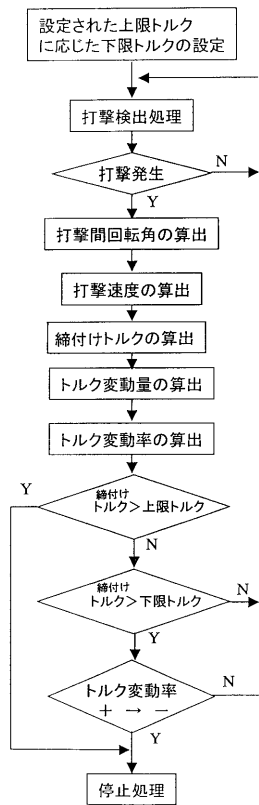 設定された上限トルク
に応じた下限トルクの設定
打撃検出処理
打撃発生
N
Y
打撃間回転角の算出
打撃速度の算出
締付けトルクの算出
トルク変動量の算出
トルク変動率の算出
Y
締付け
トルク>上限トルク
N
締付け
トルク>下限トルク
N
Y
トルク変動率
+ → −
N
Y
停止処理